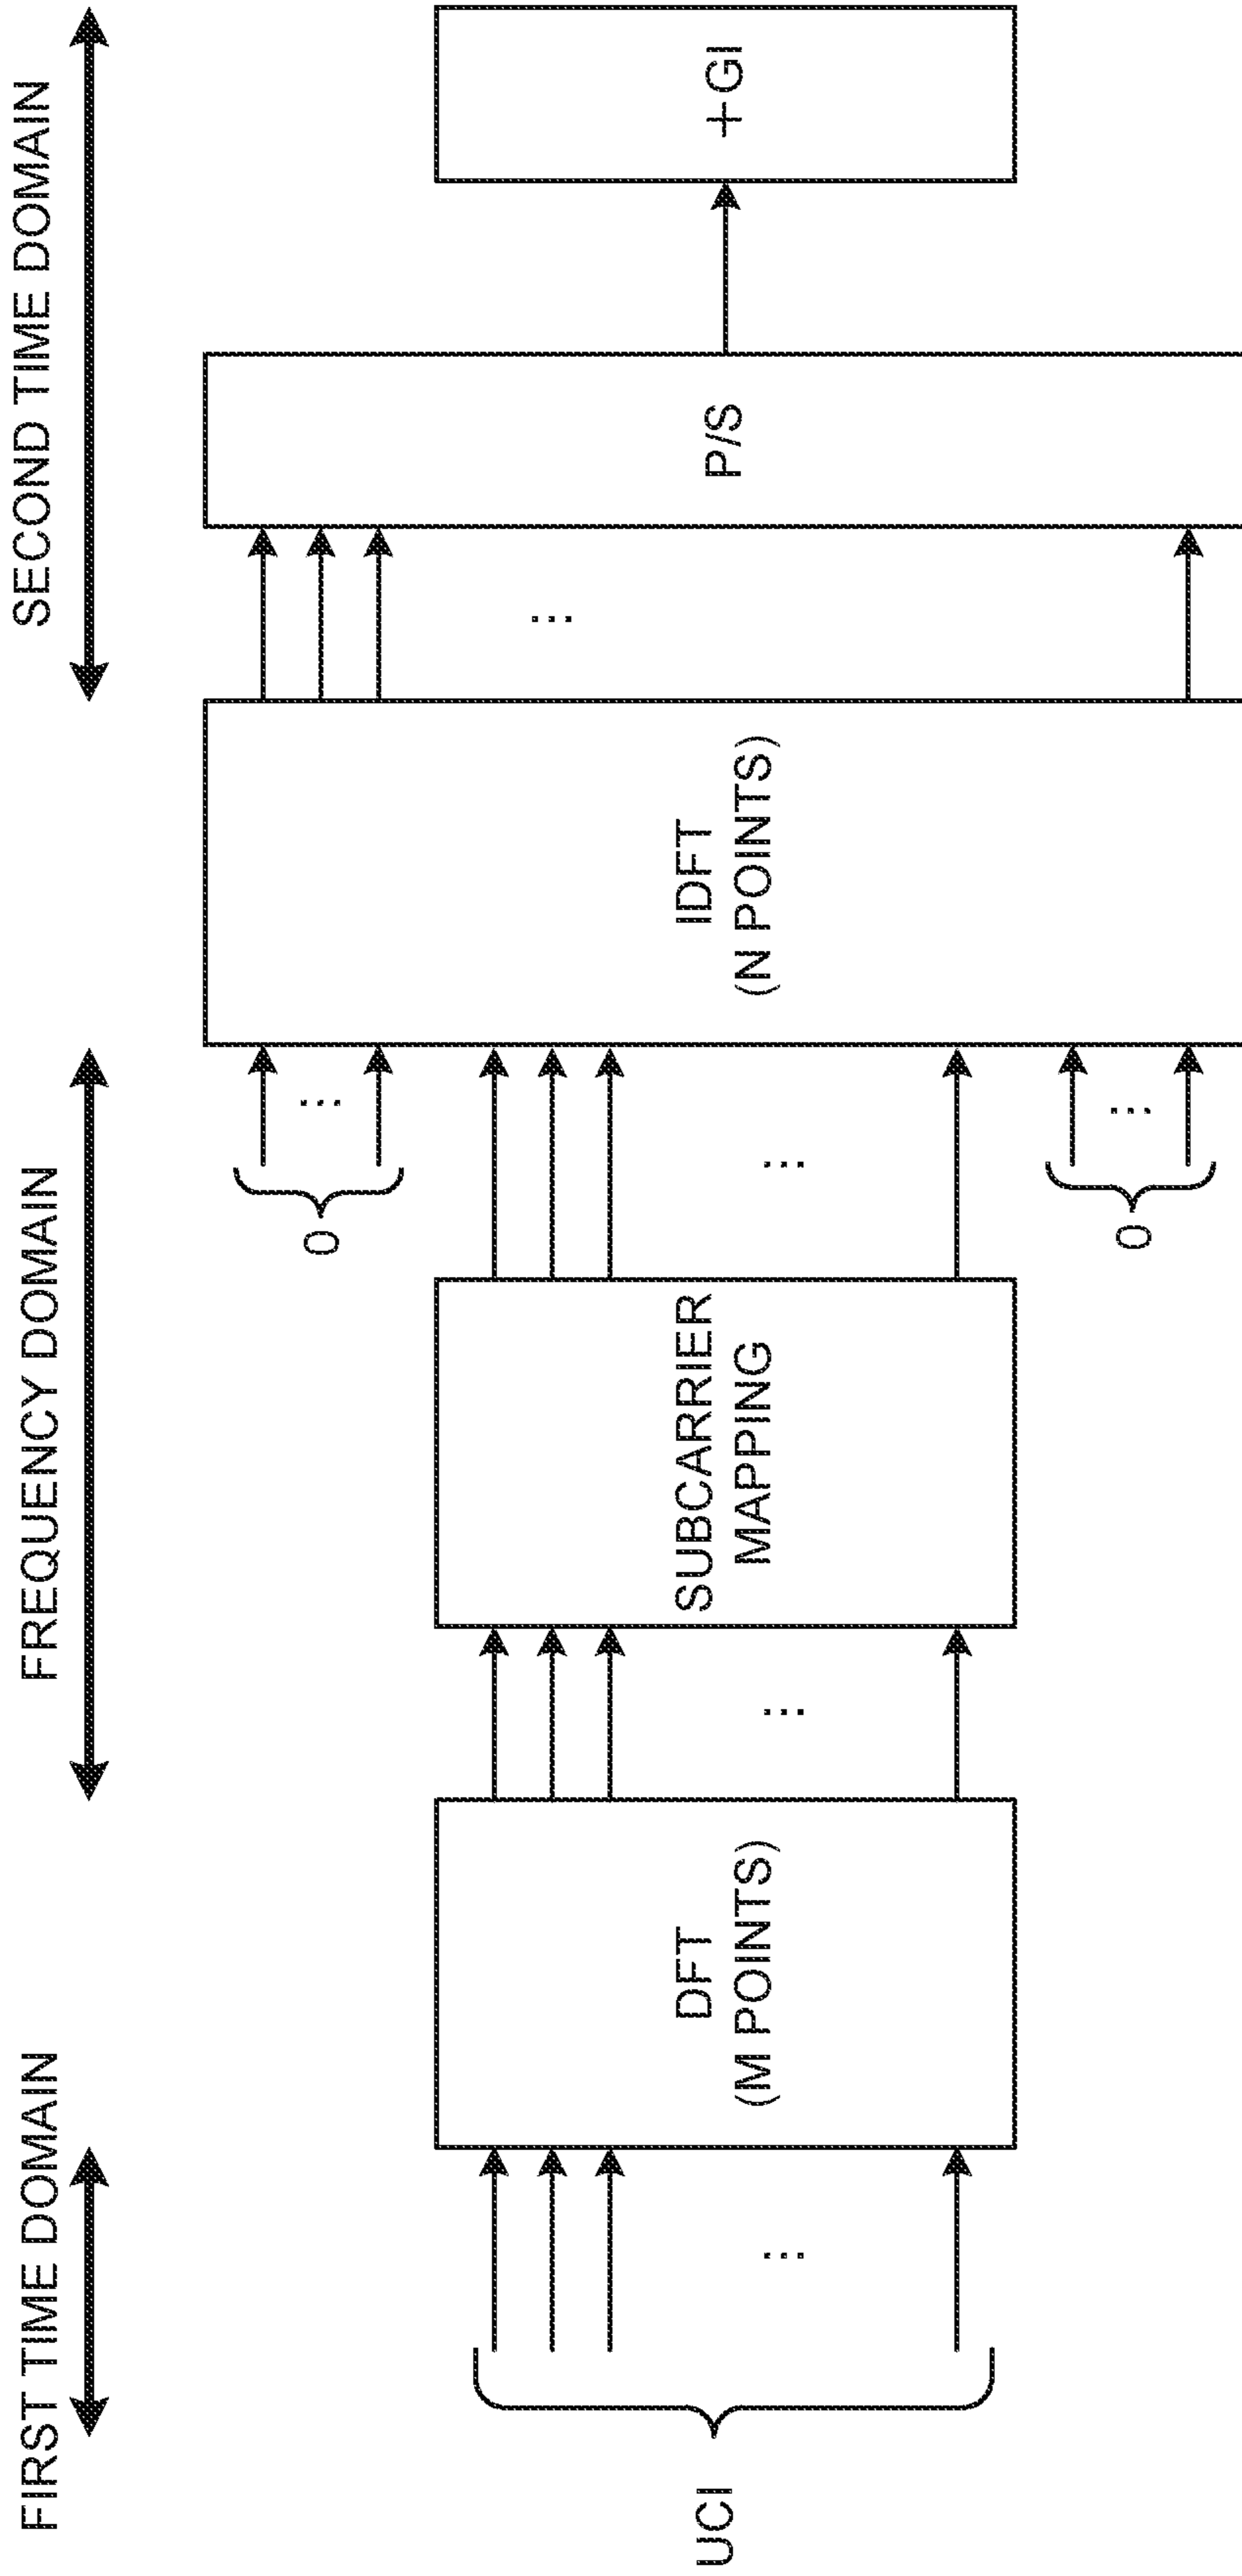 FIRST TIME DOMAIN
FREQUENCY DOMAIN
SECOND TIME DOMAIN
UCI
...
DFT
(M POINTS)
...
SUBCARRIER
MAPPING
0
...
...
0
...
IDFT
(N POINTS)
...
P/S
+GI